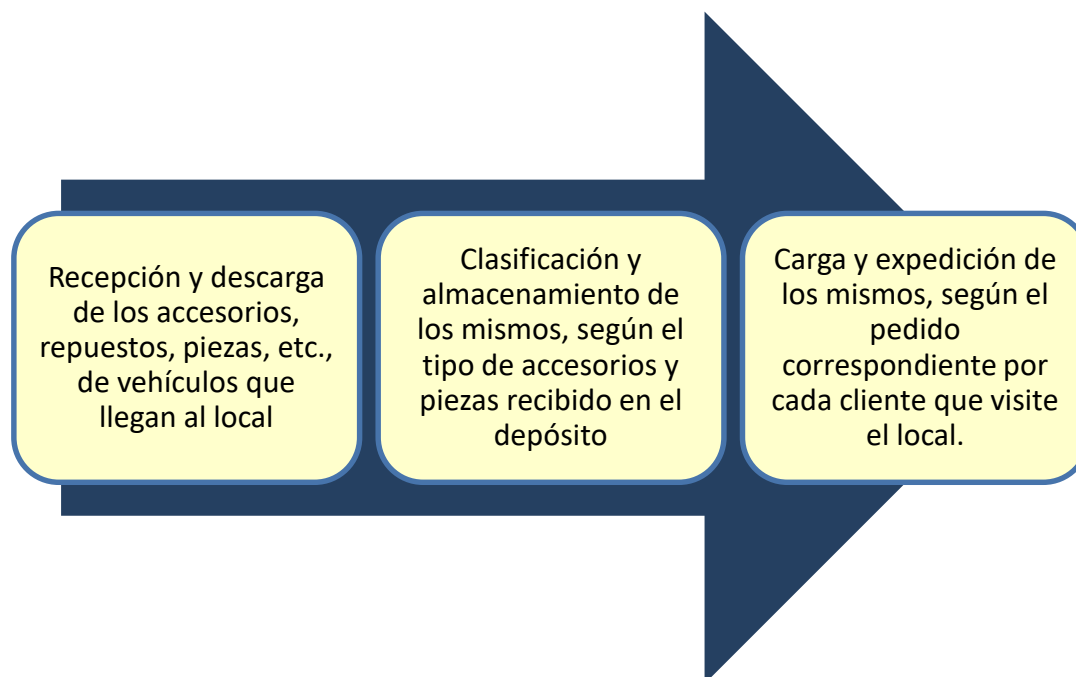 Recepción y descarga
de los accesorios,
repuestos, piezas, etc.,
de vehículos que
llegan al local
Clasificación y
almacenamiento de
los mismos, según el
tipo de accesorios y
piezas recibido en el
depósito
Carga y expedición de
los mismos, según el
pedido
correspondiente por
cada cliente que visite
el local.